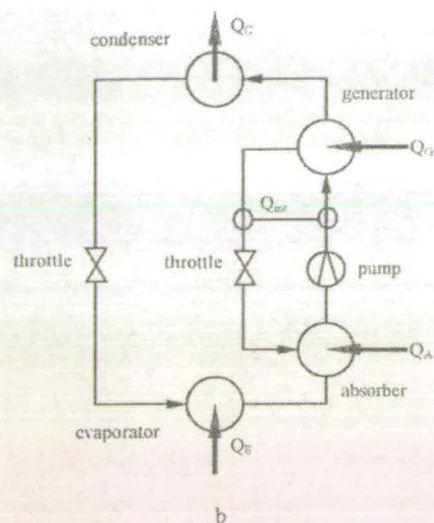 Q_C
condenser
generator
Q_G
Q_int
throttle
throttle
pump
Q_A
absorber
evaporator
Q_E
b